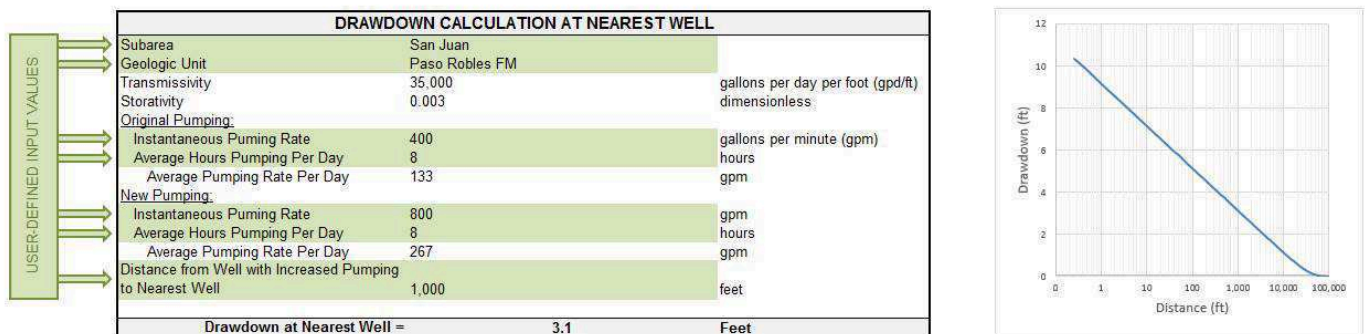 DRAWDOWN CALCULATION AT NEAREST WELL
USER-DEFINED INPUT VALUES
Subarea San Juan
Geologic Unit Paso Robles FM
Transmissivity 35,000 gallons per day per foot (gpd/ft)
Storativity 0.003 dimensionless
Original Pumping:
Instantaneous Puming Rate 400 gallons per minute (gpm)
Average Hours Pumping Per Day 8 hours
Average Pumping Rate Per Day 133 gpm
New Pumping:
Instantaneous Puming Rate 800 gpm
Average Hours Pumping Per Day 8 hours
Average Pumping Rate Per Day 267 gpm
Distance from Well with Increased Pumping
to Nearest Well 1,000 feet
Drawdown at Nearest Well = 3.1 Feet
12
10
8
6
4
2
0
Drawdown (ft)
0 1 10 100 1,000 10,000 100,000
Distance (ft)